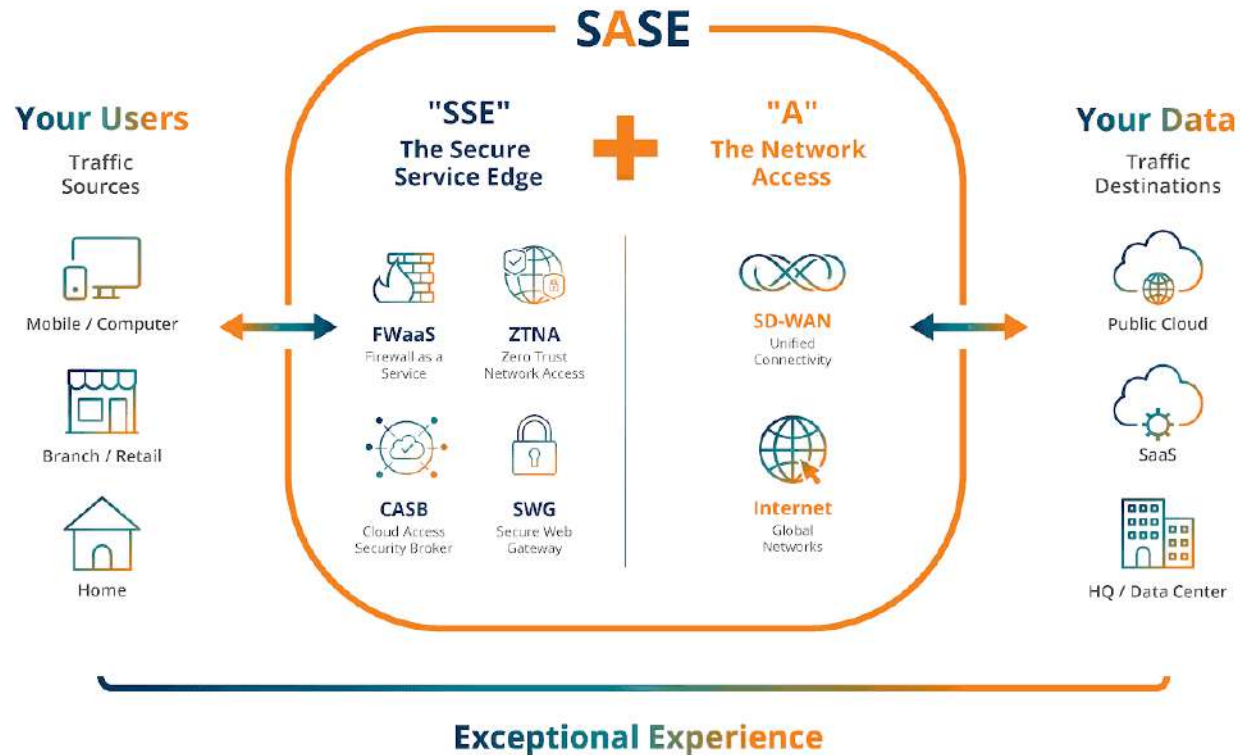 SASE
Your Users
Traffic
Sources
Mobile / Computer
Branch / Retail
Home
"SSE"
The Secure
Service Edge
FWaaS
Firewall as a
Service
ZTNA
Zero Trust
Network Access
CASB
Cloud Access
Security Broker
SWG
Secure Web
Gateway
"A"
The Network
Access
SD-WAN
Unified
Connectivity
Internet
Global
Networks
Your Data
Traffic
Destinations
Public Cloud
SaaS
HQ / Data Center
Exceptional Experience